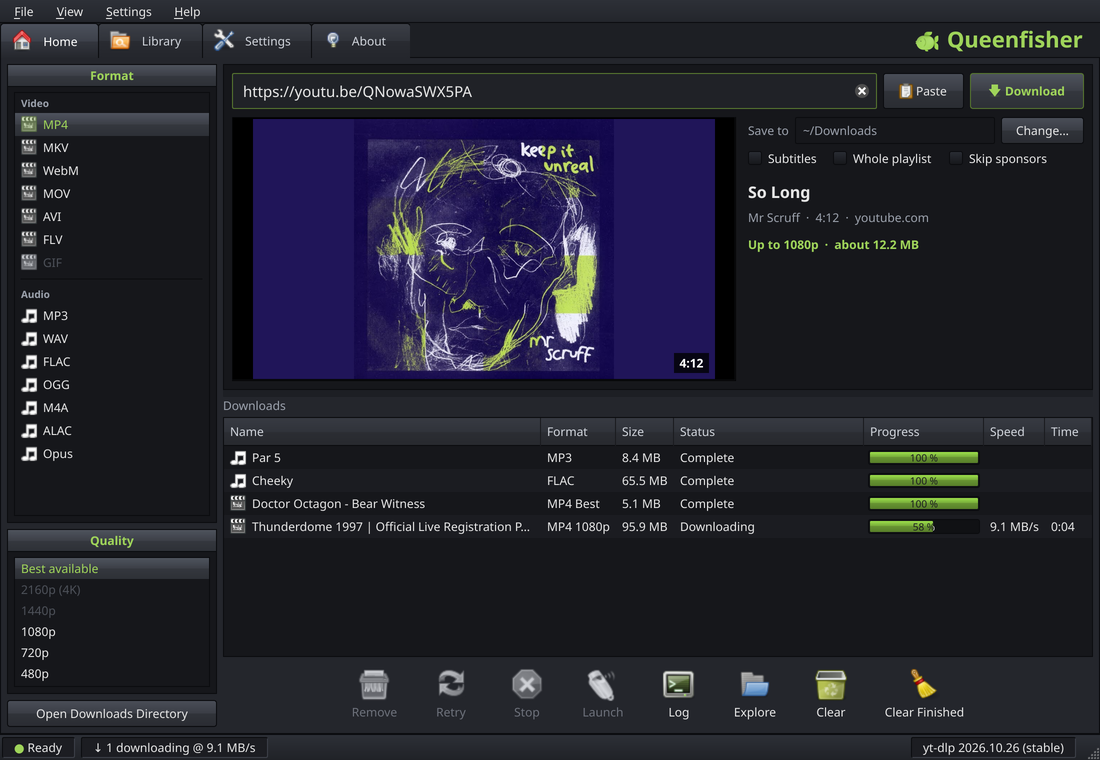 File View Settings Help
Home Library Settings About Queenfisher
Format
Video
MP4
MKV
WebM
MOV
AVI
FLV
GIF
Audio
MP3
WAV
FLAC
OGG
M4A
ALAC
Opus
Quality
Best available
2160p (4K)
1440p
1080p
720p
480p
Open Downloads Directory
https://youtu.be/QNowaSWX5PA Paste Download
keep it
unreal
mr
scruff
4:12
Save to ~/Downloads Change...
Subtitles Whole playlist Skip sponsors
So Long
Mr Scruff · 4:12 · youtube.com
Up to 1080p · about 12.2 MB
Downloads
Name Format Size Status Progress Speed Time
Par 5 MP3 8.4 MB Complete 100 %
Cheeky FLAC 65.5 MB Complete 100 %
Doctor Octagon - Bear Witness MP4 Best 5.1 MB Complete 100 %
Thunderdome 1997 | Official Live Registration P... MP4 1080p 95.9 MB Downloading 58 % 9.1 MB/s 0:04
Remove Retry Stop Launch Log Explore Clear Clear Finished
Ready ↓ 1 downloading @ 9.1 MB/s yt-dlp 2026.10.26 (stable)